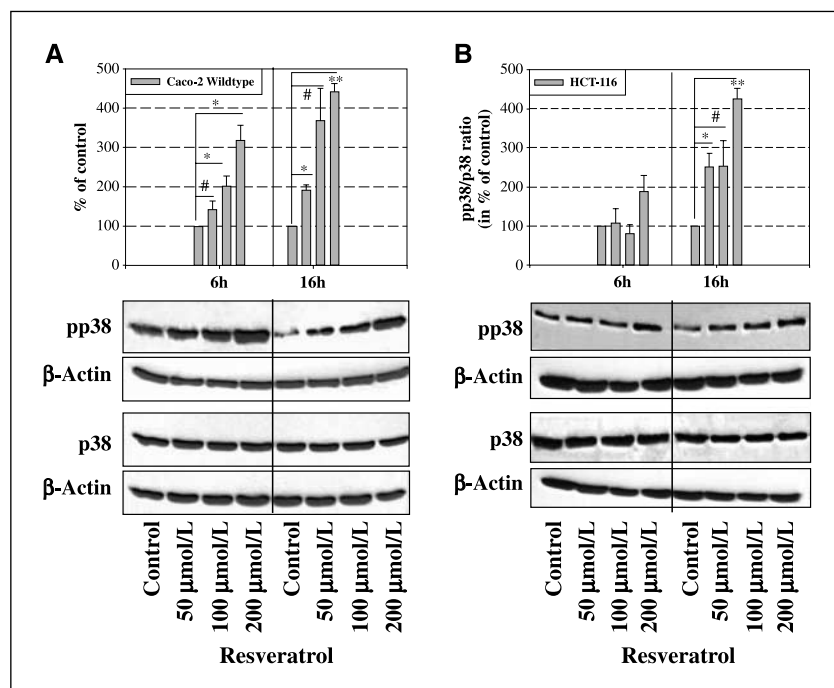 A
500
400
300
200
100
0
% of control
Caco-2 Wildtype
*
*
#
#
**
*
6h
16h
pp38
β-Actin
p38
β-Actin
Control
50 µmol/L
100 µmol/L
200 µmol/L
Control
50 µmol/L
100 µmol/L
200 µmol/L
Resveratrol
B
500
400
300
200
100
0
pp38/p38 ratio
(in % of control)
HCT-116
**
#
*
6h
16h
pp38
β-Actin
p38
β-Actin
Control
50 µmol/L
100 µmol/L
200 µmol/L
Control
50 µmol/L
100 µmol/L
200 µmol/L
Resveratrol